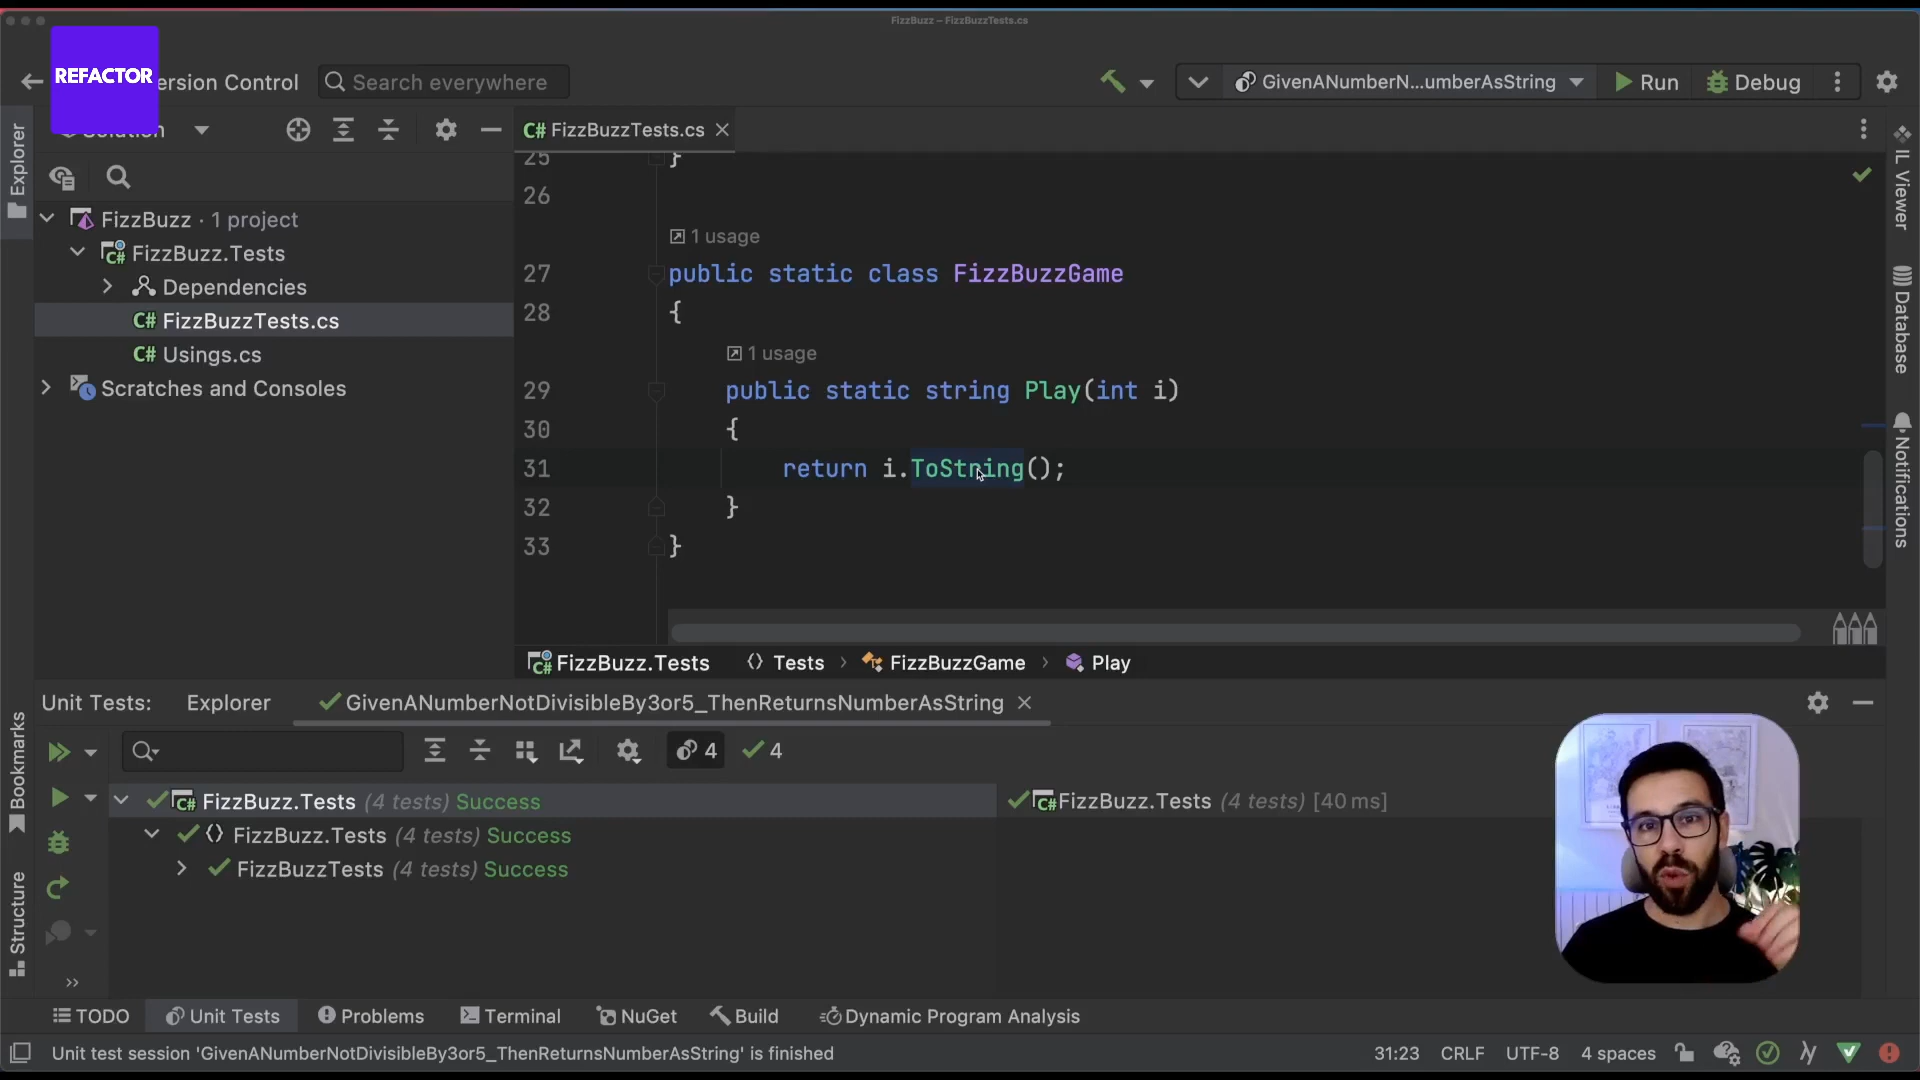 FizzBuzz – FizzBuzzTests.cs
REFACTOR
ersion Control
Search everywhere
GivenANumberN...umberAsString
Run
Debug
Solution
FizzBuzzTests.cs
Explorer
FizzBuzz · 1 project
FizzBuzz.Tests
Dependencies
FizzBuzzTests.cs
Usings.cs
Scratches and Consoles
25 }
26
1 usage
27 public static class FizzBuzzGame
28 {
1 usage
29 public static string Play(int i)
30 {
31 return i.ToString();
32 }
33 }
IL Viewer
Database
Notifications
FizzBuzz.Tests Tests › FizzBuzzGame › Play
Unit Tests: Explorer GivenANumberNotDivisibleBy3or5_ThenReturnsNumberAsString
4 4
FizzBuzz.Tests (4 tests) Success
FizzBuzz.Tests (4 tests) Success
FizzBuzzTests (4 tests) Success
FizzBuzz.Tests (4 tests) [40 ms]
Bookmarks
Structure
TODO Unit Tests Problems Terminal NuGet Build Dynamic Program Analysis
Unit test session 'GivenANumberNotDivisibleBy3or5_ThenReturnsNumberAsString' is finished
31:23 CRLF UTF-8 4 spaces